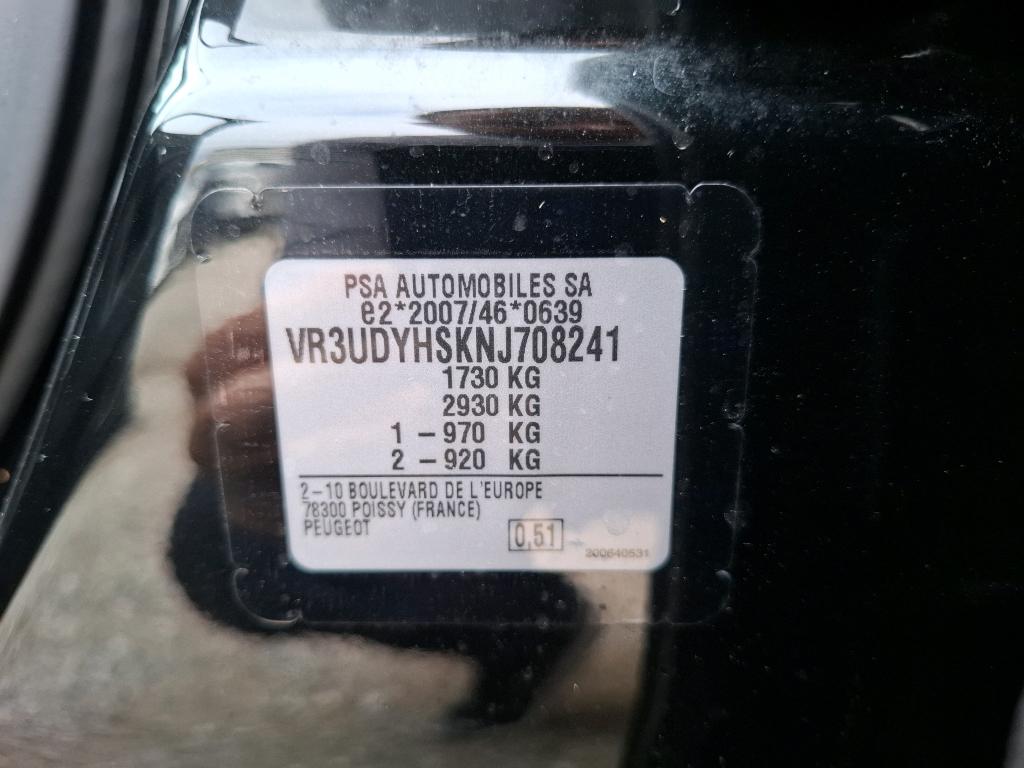 PSA AUTOMOBILES SA
e2*2007/46*0639
VR3UDYHSKNJ708241
1730 KG
2930 KG
1 - 970 KG
2 - 920 KG
2-10 BOULEVARD DE L'EUROPE
78300 POISSY (FRANCE)
PEUGEOT
0,51
200640531